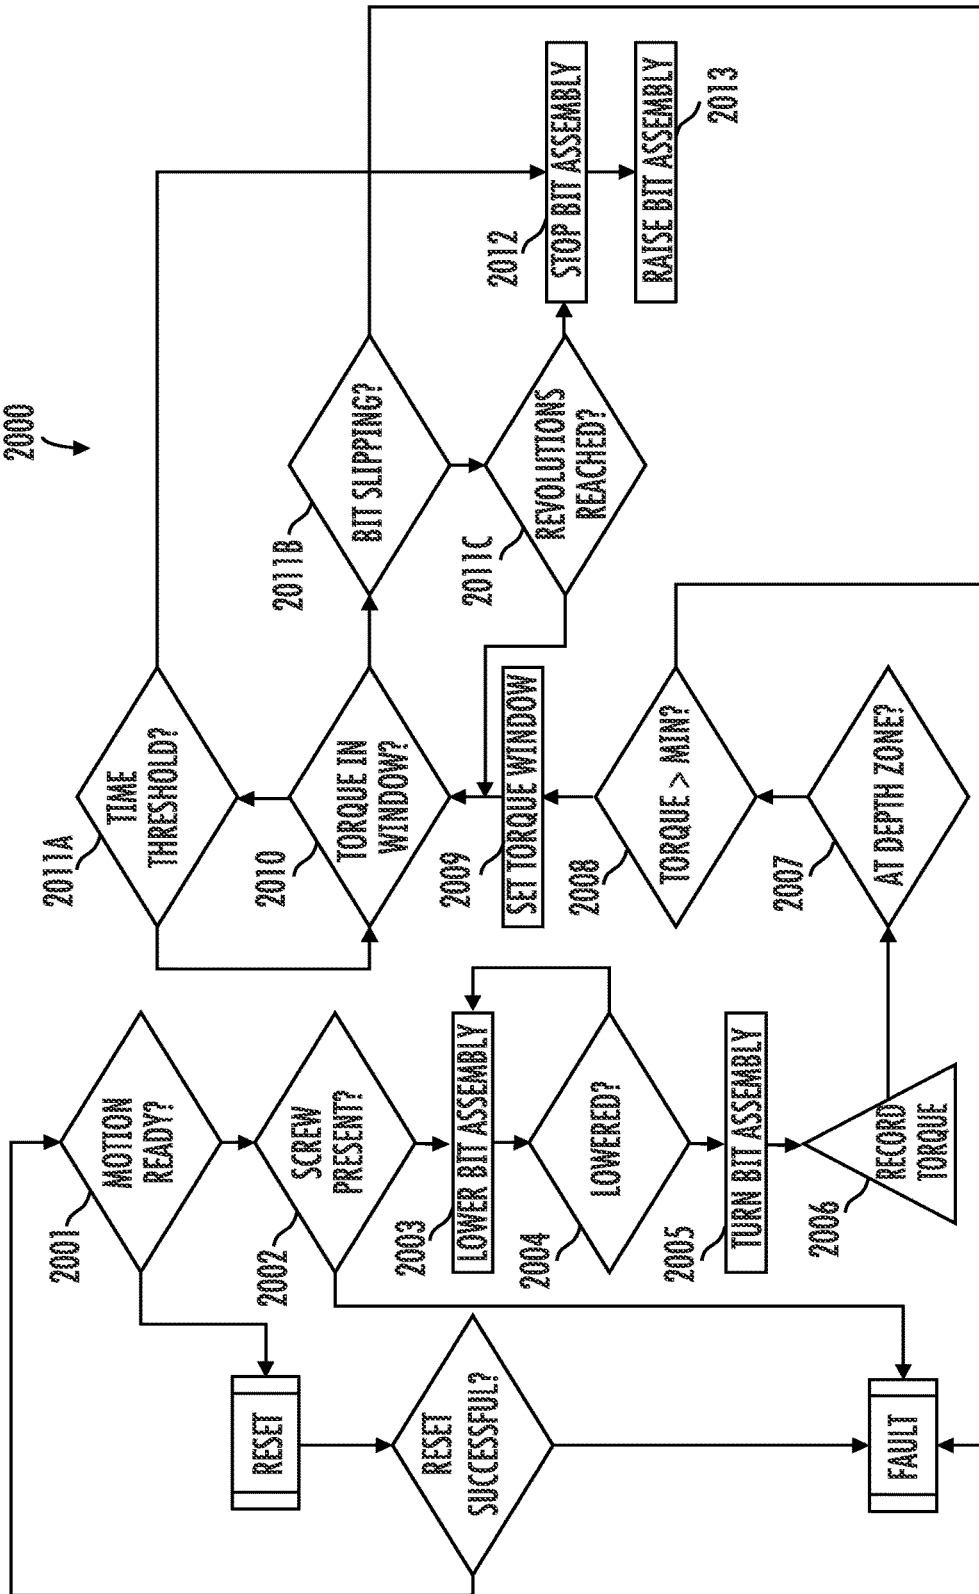 2000
2001
MOTION
READY?
2002
SCREW
PRESENT?
2003
LOWER BIT ASSEMBLY
2004
LOWERED?
2005
TURN BIT ASSEMBLY
2006
RECORD
TORQUE
RESET
RESET
SUCCESSFUL?
FAULT
2007
AT DEPTH ZONE?
2008
TORQUE > MIN?
2009
SET TORQUE WINDOW
2010
TORQUE IN
WINDOW?
2011A
TIME
THRESHOLD?
2011B
BIT SLIPPING?
2011C
REVOLUTIONS
REACHED?
2012
STOP BIT ASSEMBLY
2013
RAISE BIT ASSEMBLY